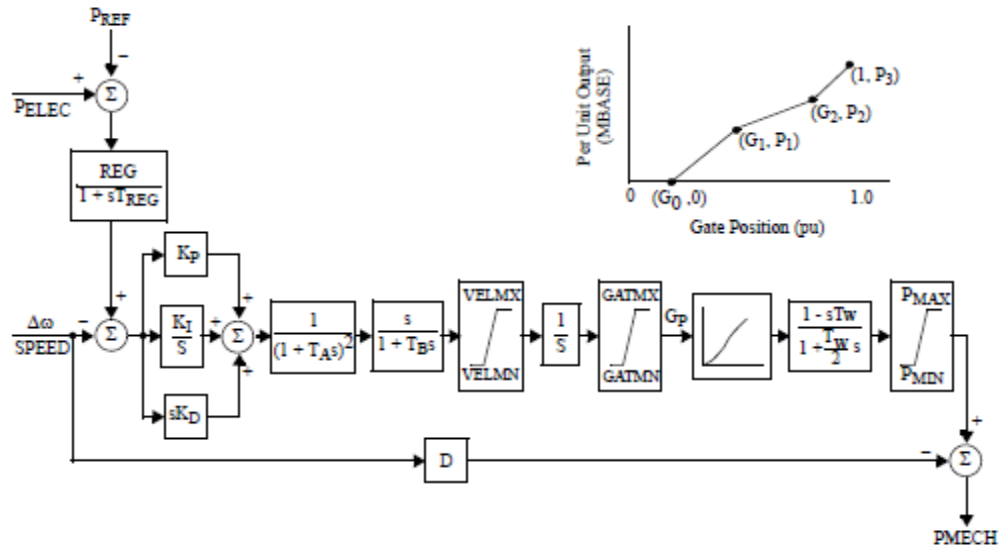 PREF
−
+
Σ
PELEC
REG
1 + sTREG
Per Unit Output
(MBASE)
(1, P3)
(G2, P2)
(G1, P1)
0
(G0 ,0)
1.0
Gate Position (pu)
KP
+
+
Δω
SPEED
−
Σ
KI
S
+
Σ
+
sKD
1
(1 + TAs)2
s
1 + TBs
VELMX
VELMN
1
S
GATMX
GATMN
GP
1 - sTw
1 + TW s
2
PMAX
PMIN
D
+
−
Σ
PMECH